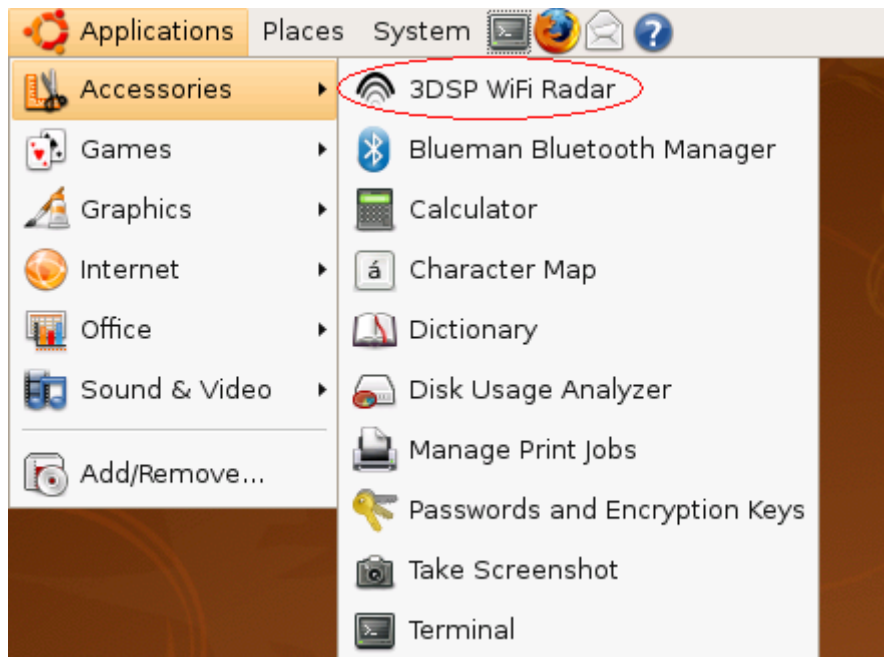 Applications Places System
Accessories
Games
Graphics
Internet
Office
Sound & Video
Add/Remove...
3DSP WiFi Radar
Blueman Bluetooth Manager
Calculator
á Character Map
Dictionary
Disk Usage Analyzer
Manage Print Jobs
Passwords and Encryption Keys
Take Screenshot
Terminal